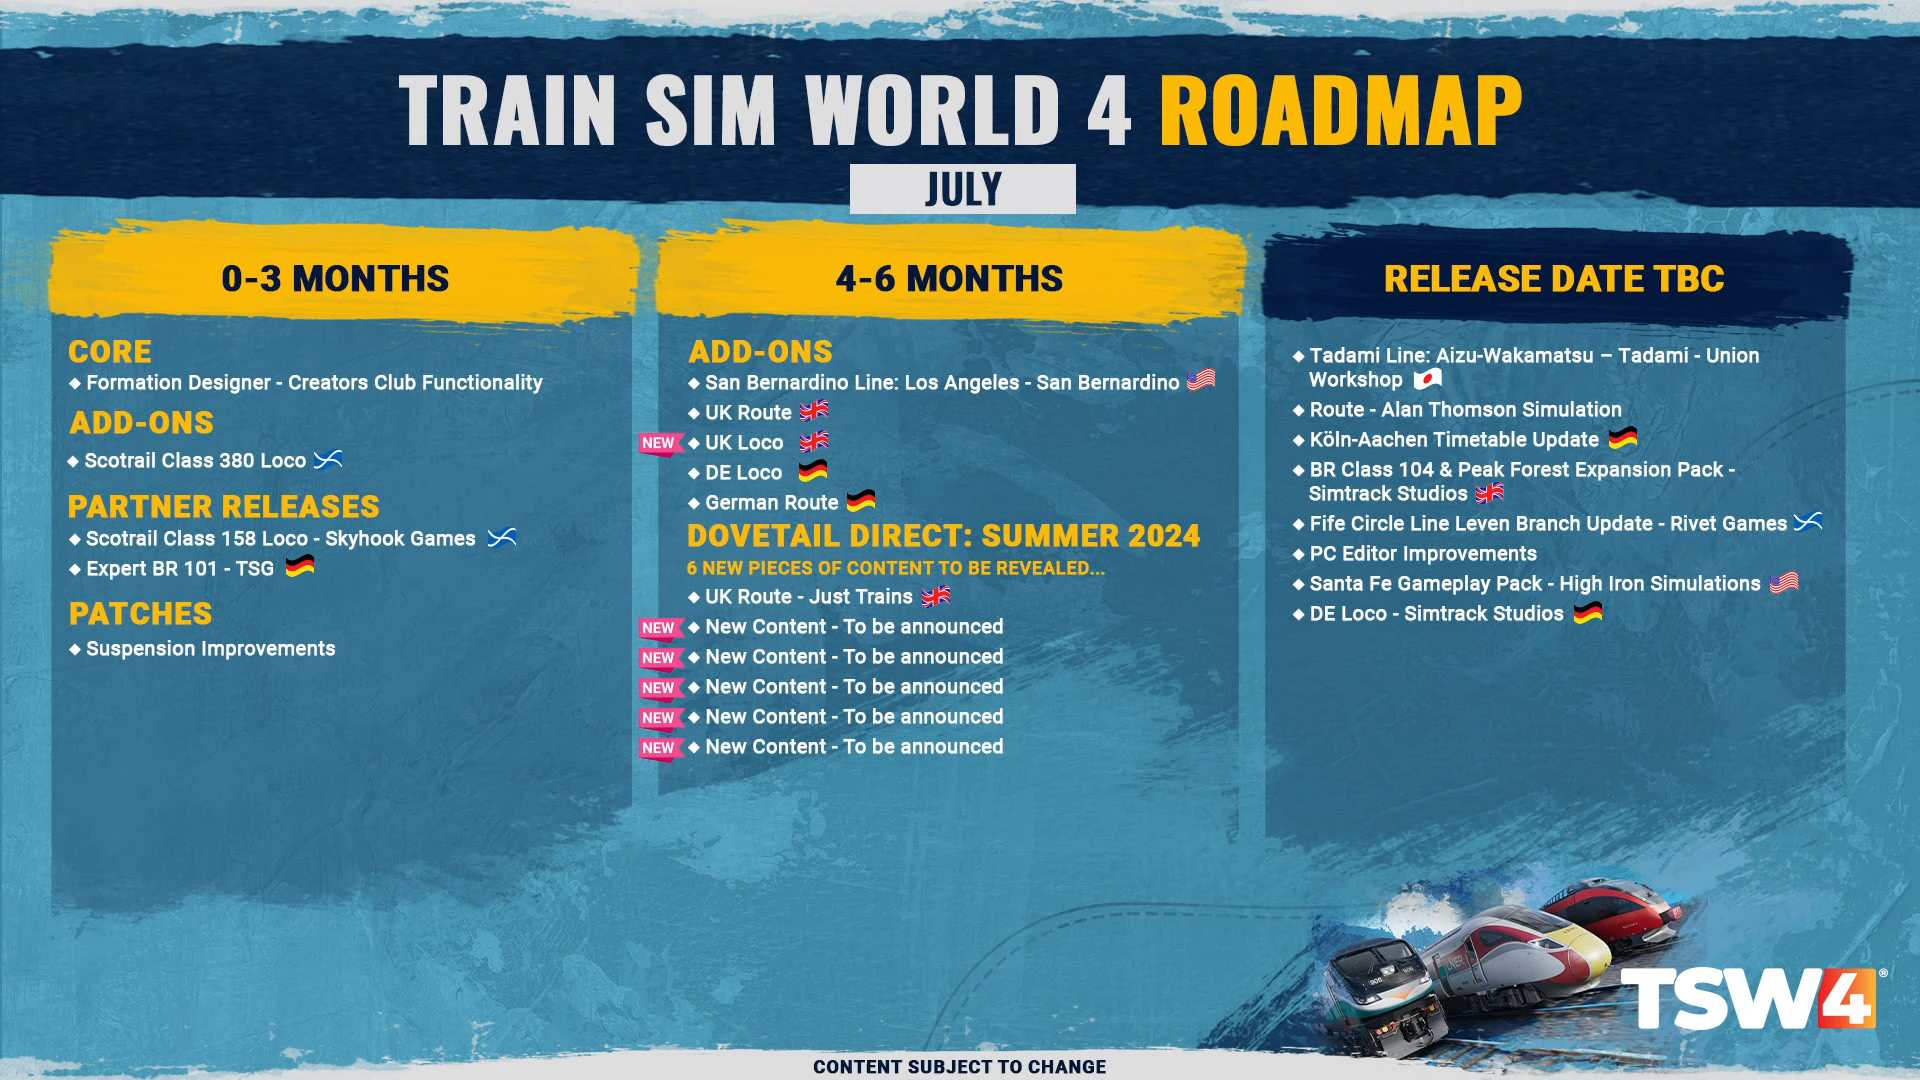 TRAIN SIM WORLD 4 ROADMAP
JULY
0-3 MONTHS
CORE
◆ Formation Designer - Creators Club Functionality
ADD-ONS
◆ Scotrail Class 380 Loco
PARTNER RELEASES
◆ Scotrail Class 158 Loco - Skyhook Games
◆ Expert BR 101 - TSG
PATCHES
◆ Suspension Improvements
4-6 MONTHS
ADD-ONS
◆ San Bernardino Line: Los Angeles - San Bernardino
◆ UK Route
NEW ◆ UK Loco
◆ DE Loco
◆ German Route
DOVETAIL DIRECT: SUMMER 2024
6 NEW PIECES OF CONTENT TO BE REVEALED...
◆ UK Route - Just Trains
NEW ◆ New Content - To be announced
NEW ◆ New Content - To be announced
NEW ◆ New Content - To be announced
NEW ◆ New Content - To be announced
NEW ◆ New Content - To be announced
RELEASE DATE TBC
◆ Tadami Line: Aizu-Wakamatsu – Tadami - Union
Workshop
◆ Route - Alan Thomson Simulation
◆ Köln-Aachen Timetable Update
◆ BR Class 104 & Peak Forest Expansion Pack -
Simtrack Studios
◆ Fife Circle Line Leven Branch Update - Rivet Games
◆ PC Editor Improvements
◆ Santa Fe Gameplay Pack - High Iron Simulations
◆ DE Loco - Simtrack Studios
LNER
TSW4®
CONTENT SUBJECT TO CHANGE